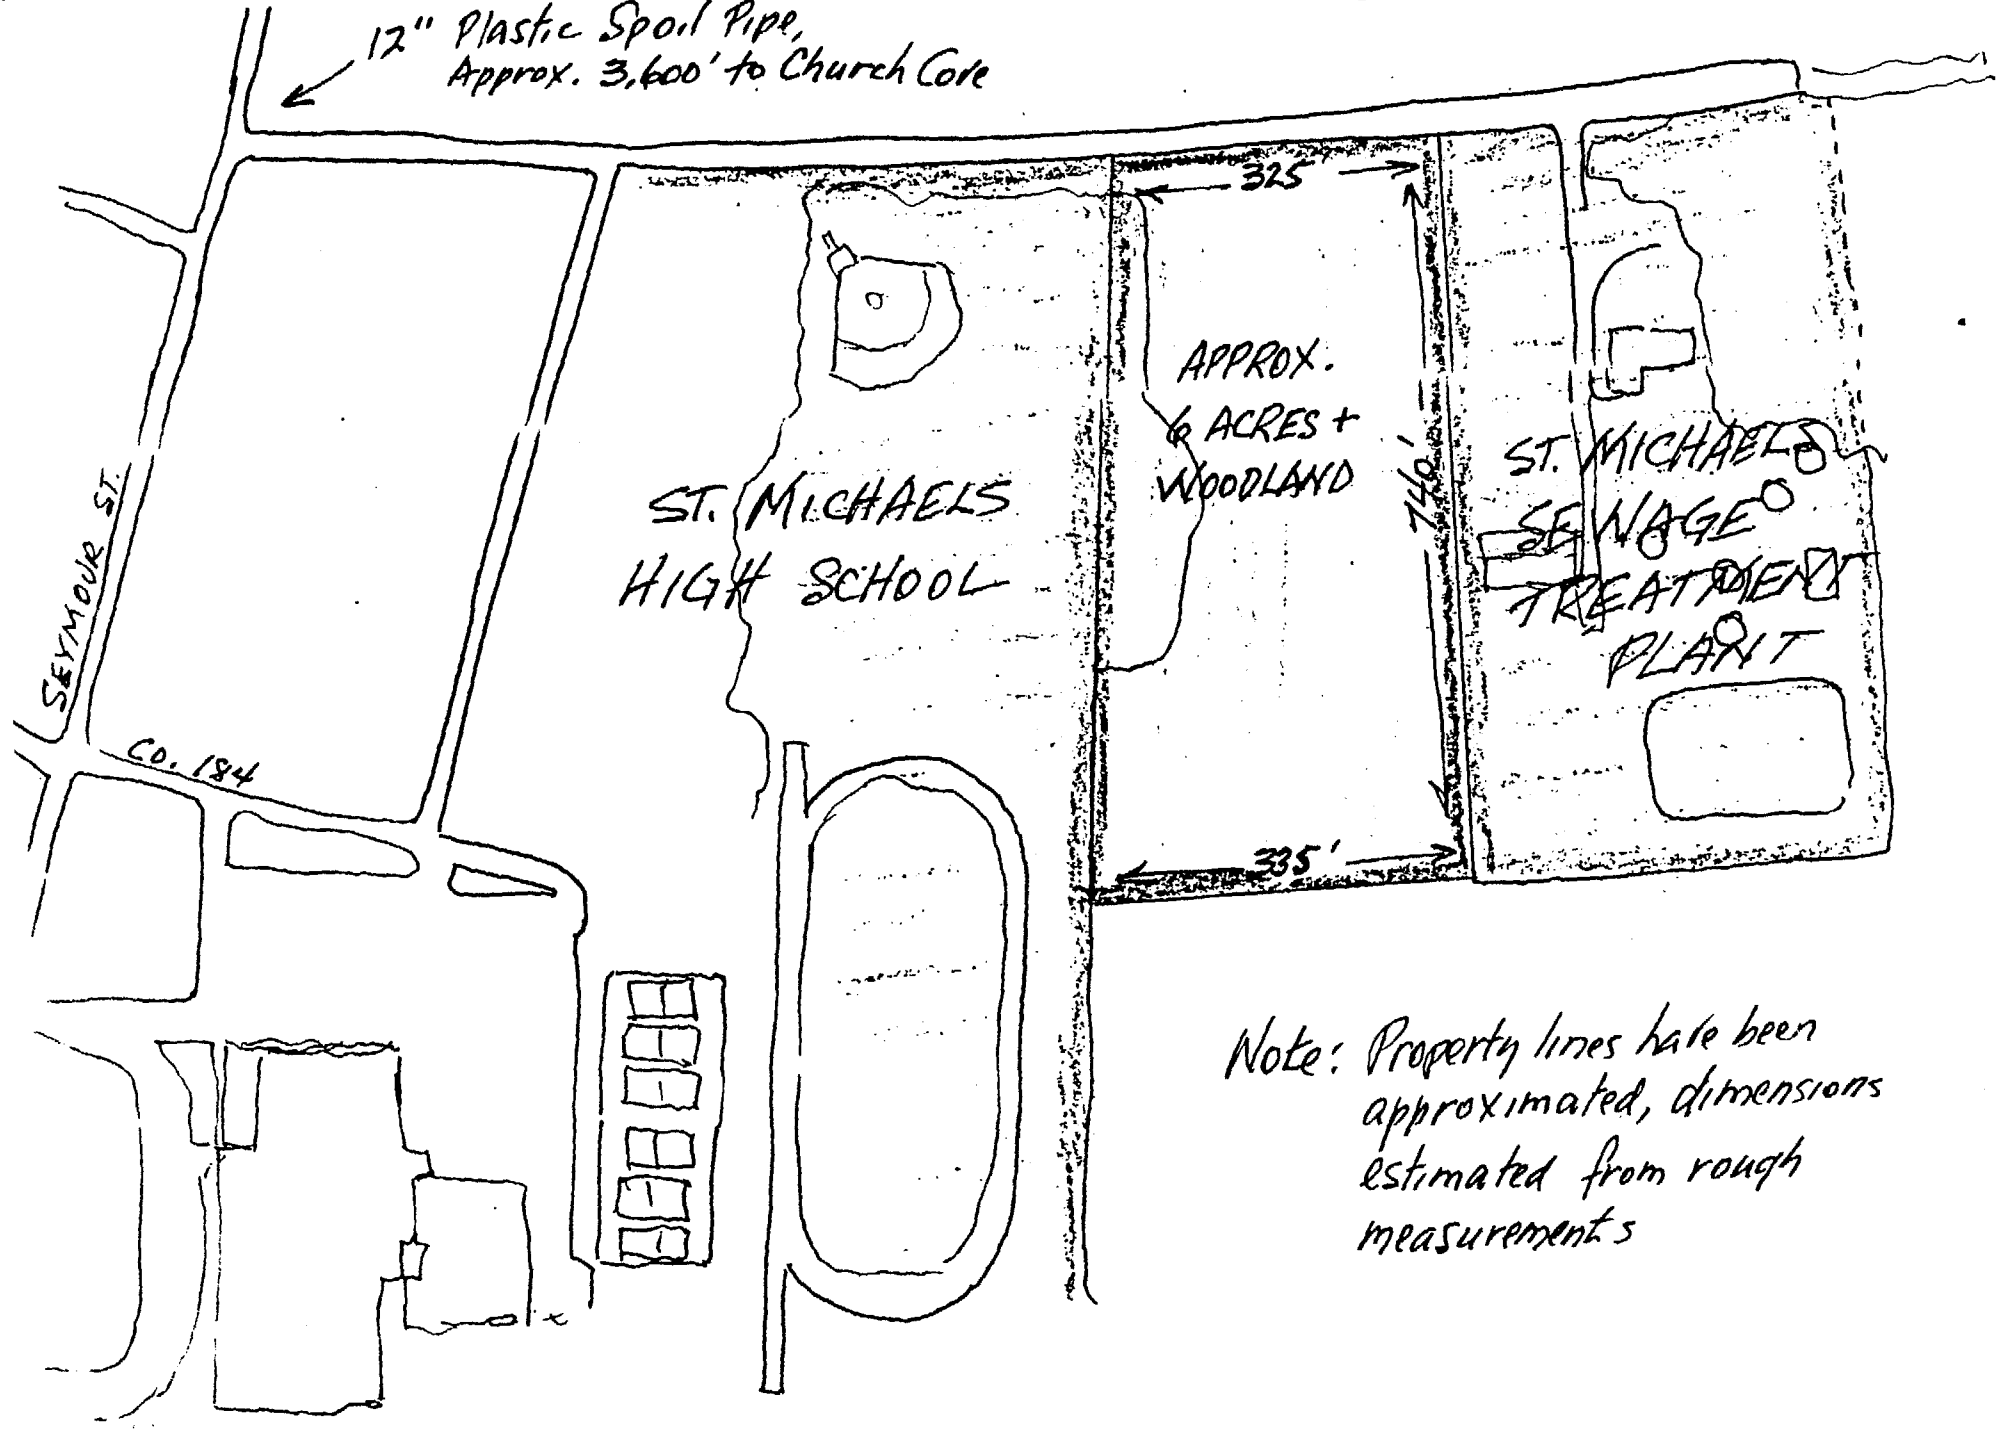 12" Plastic Spoil Pipe,
Approx. 3,600' to Church Cove
325'
APPROX.
6 ACRES +
WOODLAND
746'
335'
ST. MICHAELS
HIGH SCHOOL
ST. MICHAELS
SEWAGE
TREATMENT
PLANT
SEYMOUR ST.
CO. 184
Note: Property lines have been
approximated, dimensions
estimated from rough
measurements